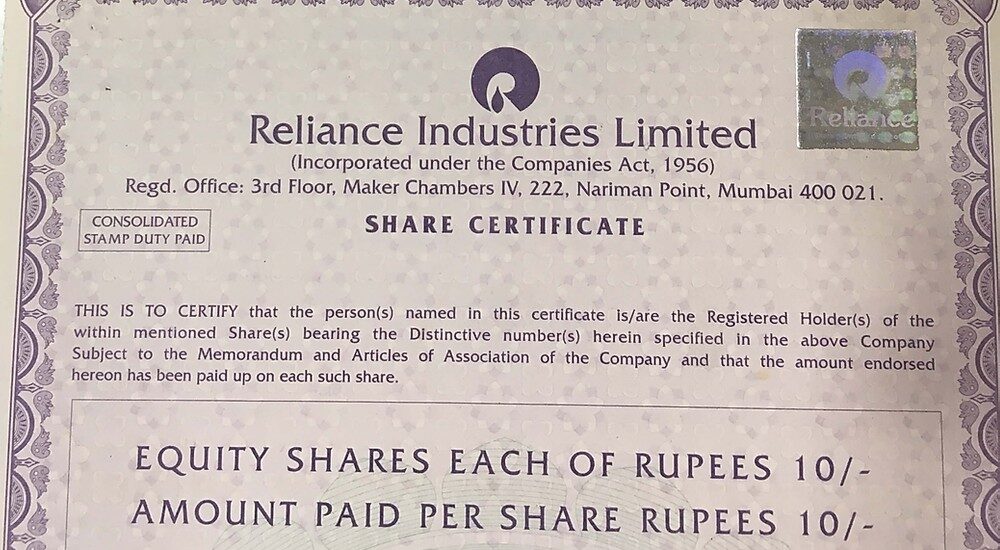 Reliance
Reliance Industries Limited
(Incorporated under the Companies Act, 1956)
Regd. Office: 3rd Floor, Maker Chambers IV, 222, Nariman Point, Mumbai 400 021.
CONSOLIDATED
STAMP DUTY PAID
SHARE CERTIFICATE
THIS IS TO CERTIFY that the person(s) named in this certificate is/are the Registered Holder(s) of the
within mentioned Share(s) bearing the Distinctive number(s) herein specified in the above Company
Subject to the Memorandum and Articles of Association of the Company and that the amount endorsed
hereon has been paid up on each such share.
EQUITY SHARES EACH OF RUPEES 10/-
AMOUNT PAID PER SHARE RUPEES 10/-